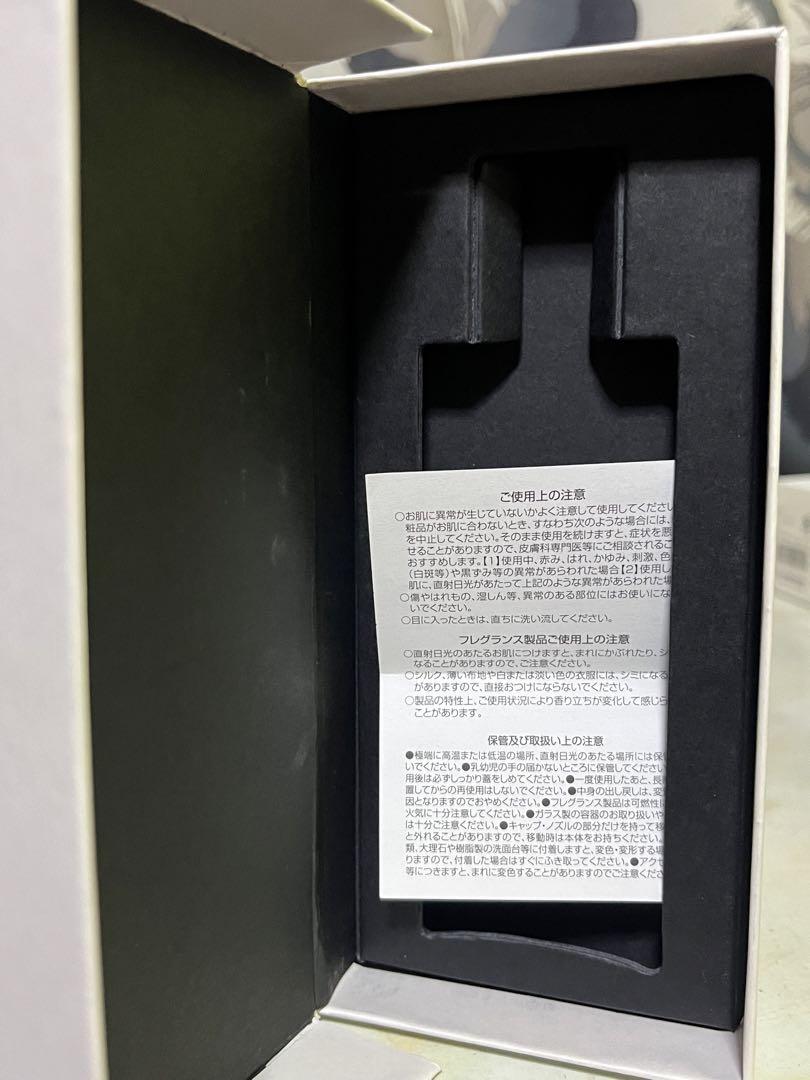 ご使用上の注意
○お肌に異常が生じていないかよく注意して使用してください
粧品がお肌に合わないとき、すなわち次のような場合には、
を中止してください。そのまま使用を続けますと、症状を悪
せることがありますので、皮膚科専門医等にご相談されるこ
おすすめします。【1】使用中、赤み、はれ、かゆみ、刺激、色
(白斑等)や黒ずみ等の異常があらわれた場合【2】使用し
肌に、直射日光があたって上記のような異常があらわれた場
○傷やはれもの、湿しん等、異常のある部位にはお使いにな
いでください。
○目に入ったときは、直ちに洗い流してください。
フレグランス製品ご使用上の注意
○直射日光のあたるお肌につけますと、まれにかぶれたり、シ
なることがありますので、ご注意ください。
○シルク、薄い布地や白または淡い色の衣服には、シミになる
がありますので、直接おつけにならないでください。
○製品の特性上、ご使用状況により香り立ちが変化して感じら
ことがあります。
保管及び取扱い上の注意
●極端に高温または低温の場所、直射日光のあたる場所には保
いでください。●乳幼児の手の届かないところに保管してください
用後は必ずしっかり蓋をしめてください。●一度使用したあと、長
置してからの再使用はしないでください。●中身の出し戻しは、変
因となりますのでおやめください。●フレグランス製品は可燃性
火気に十分注意してください。●ガラス製の容器のお取り扱いや
は十分ご注意ください。●キャップ・ノズルの部分だけを持って移
と外れることがありますので、移動時は本体をお持ちください。
類、大理石や樹脂製の洗面台等に付着しますと、変色・変形する場
りますので、付着した場合はすぐふき取ってください。●アクセ
等につきますと、まれに変色することがありますのでご注意くださ